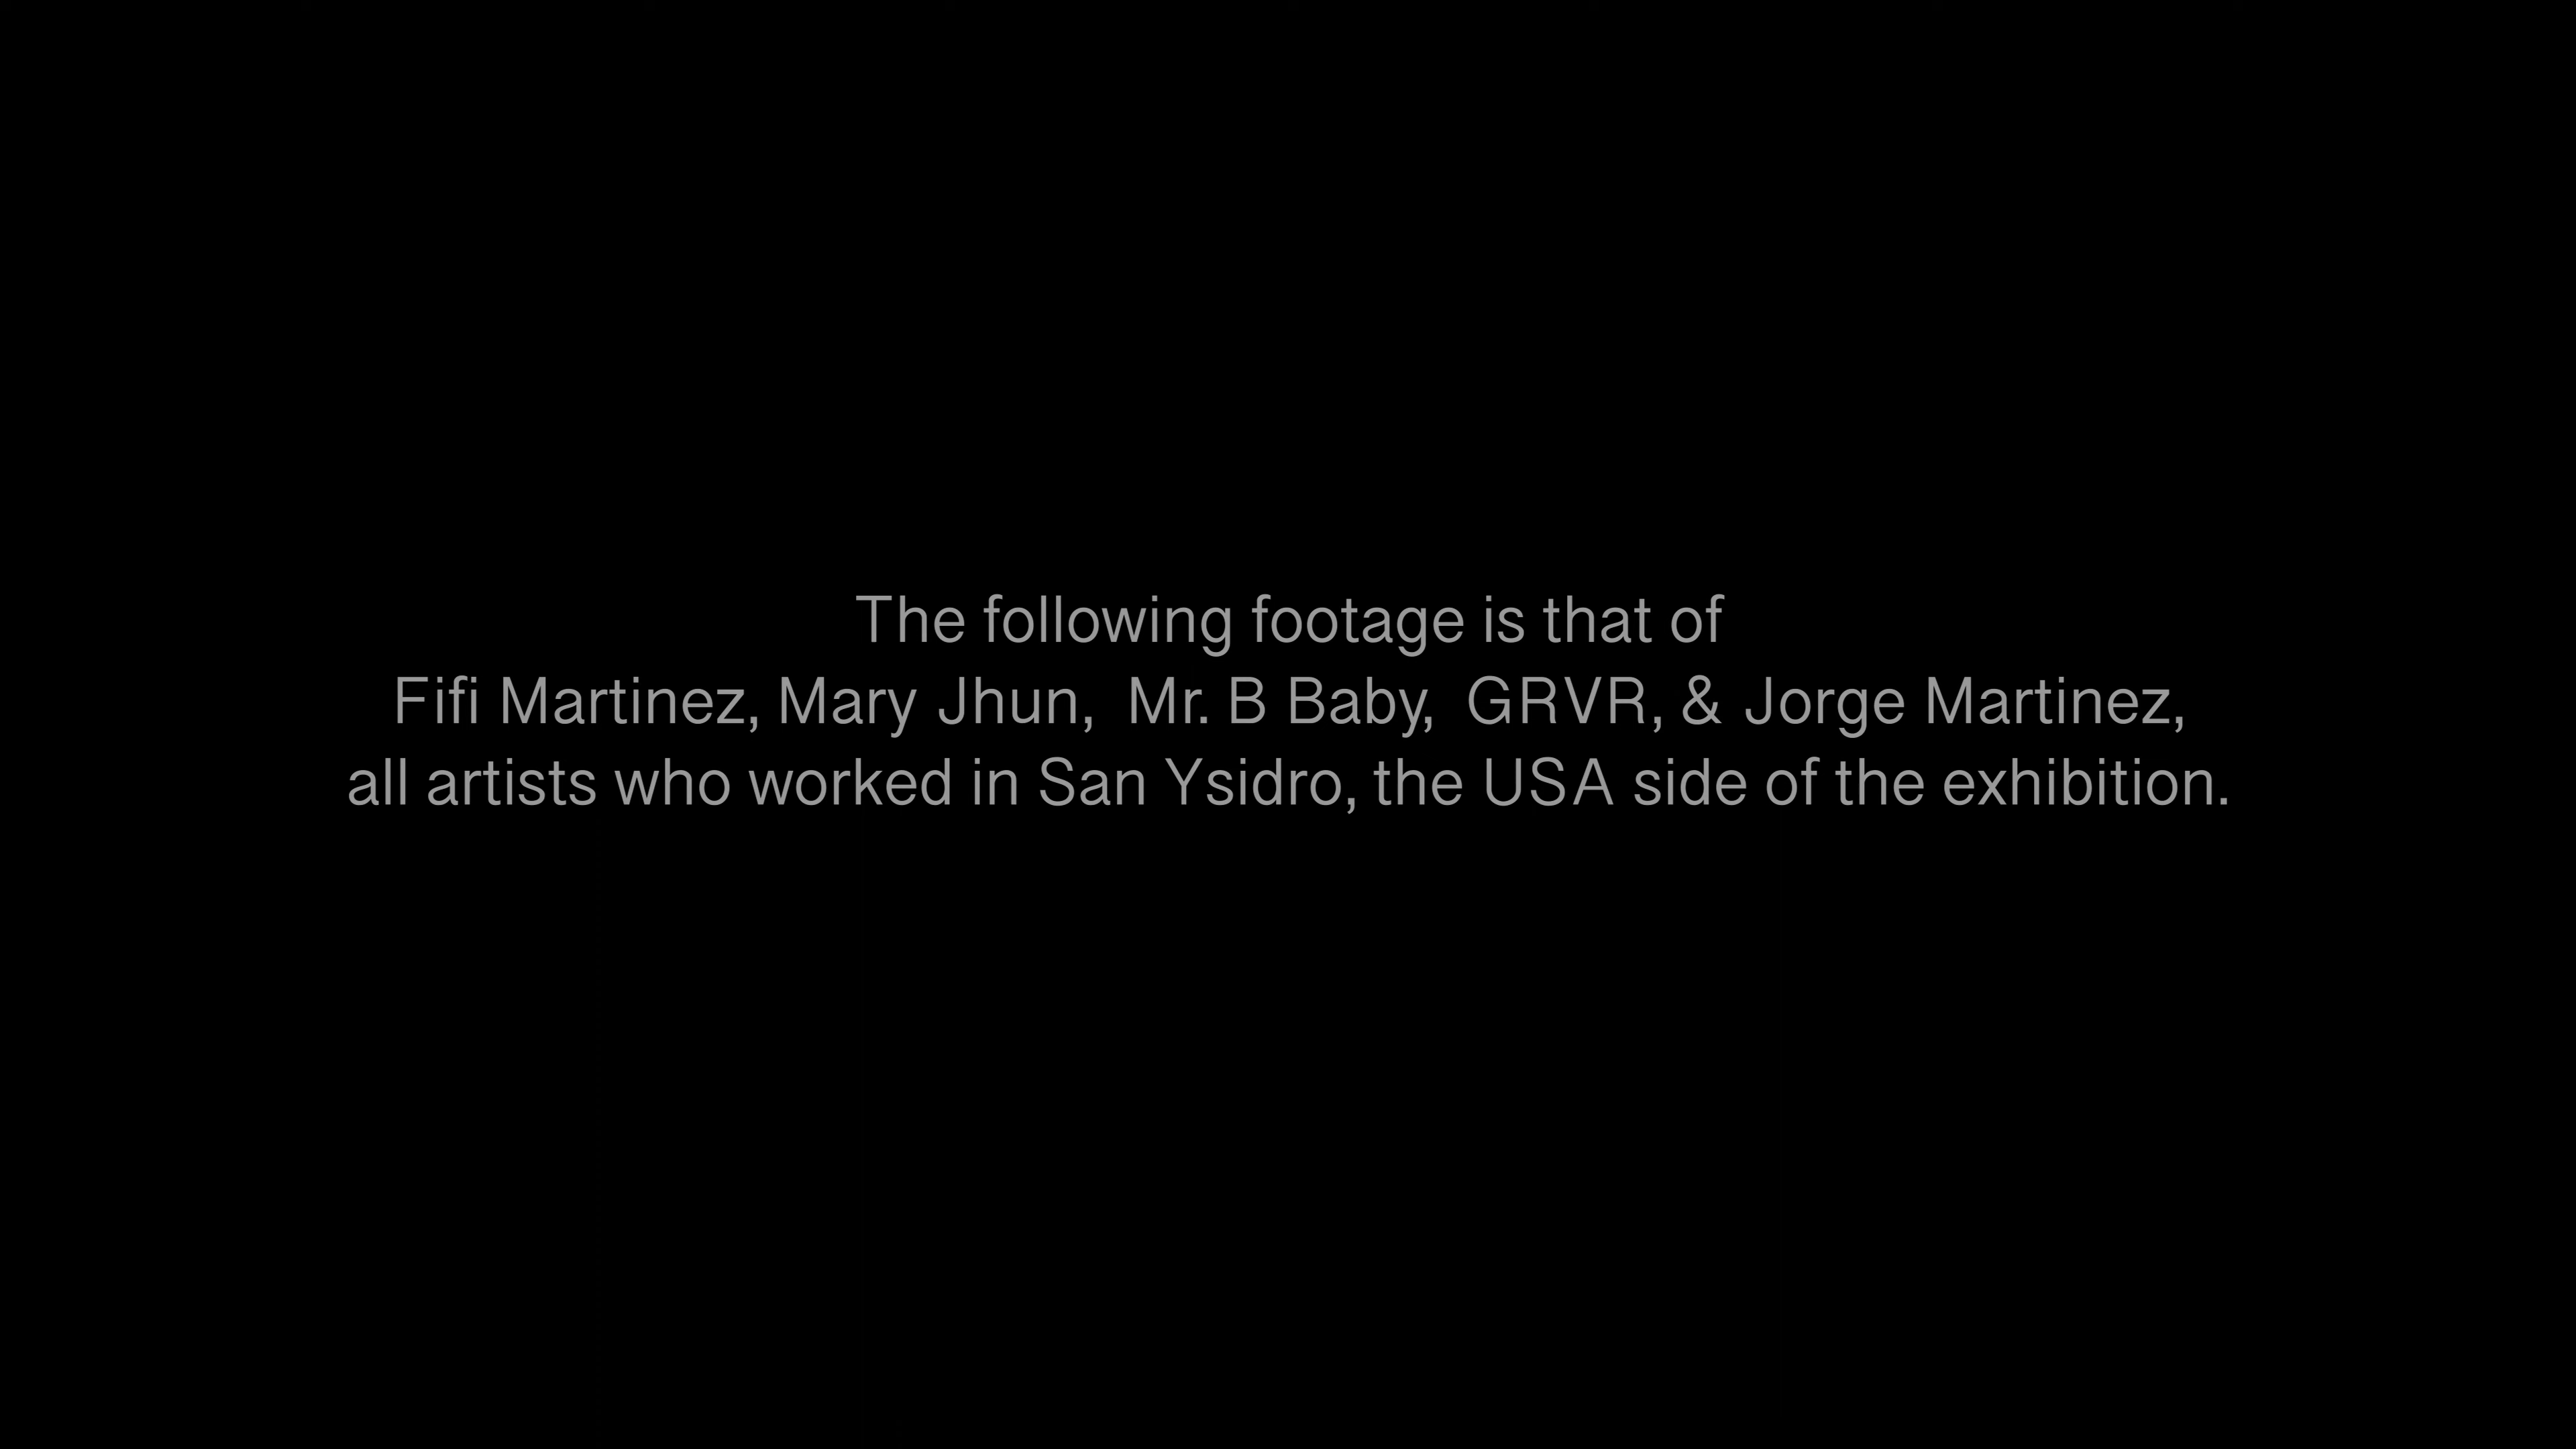 The following footage is that of
Fifi Martinez, Mary Jhun,  Mr. B Baby,  GRVR, & Jorge Martinez,
all artists who worked in San Ysidro, the USA side of the exhibition.